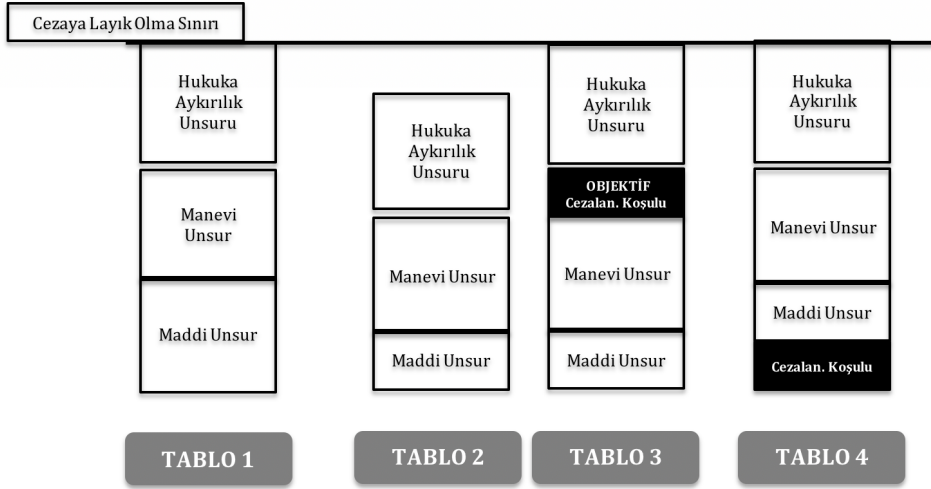 Cezaya Layık Olma Sınırı
Hukuka
Aykırılık
Unsuru
Manevi
Unsur
Maddi Unsur
TABLO 1
Hukuka
Aykırılık
Unsuru
Manevi Unsur
Maddi Unsur
TABLO 2
Hukuka
Aykırılık
Unsuru
OBJEKTİF
Cezalan. Koşulu
Manevi Unsur
Maddi Unsur
TABLO 3
Hukuka
Aykırılık
Unsuru
Manevi Unsur
Maddi Unsur
Cezalan. Koşulu
TABLO 4